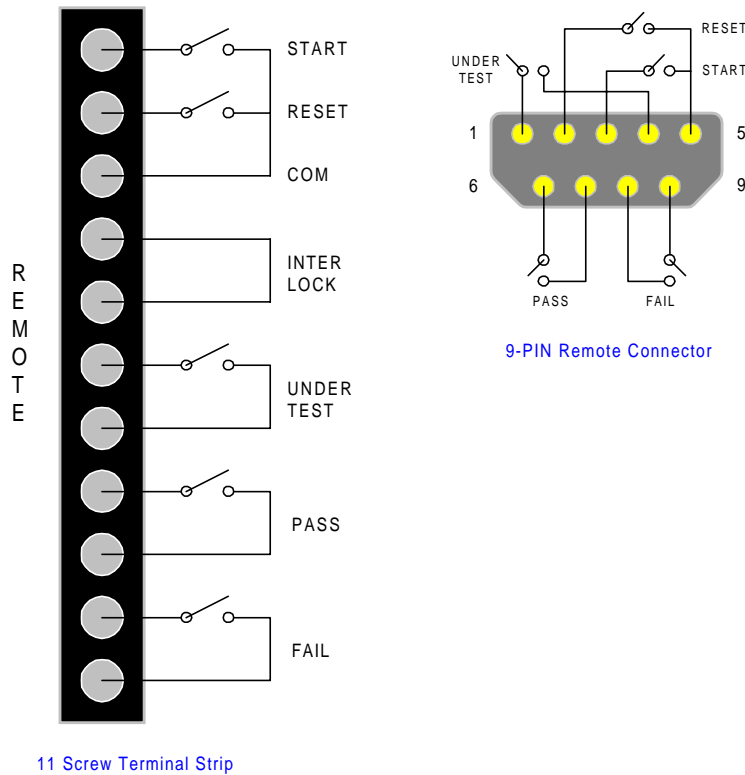 START
RESET
COM
INTER
LOCK
UNDER
TEST
PASS
FAIL
REMOTE
11 Screw Terminal Strip
RESET
START
UNDER
TEST
1
5
6
9
PASS
FAIL
9-PIN Remote Connector